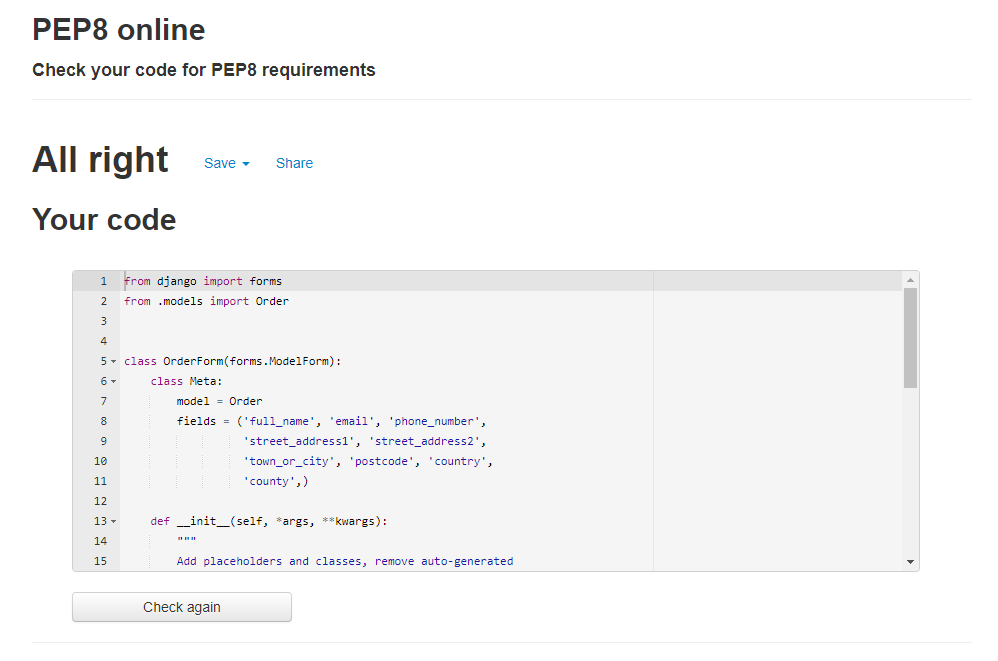 PEP8 online
Check your code for PEP8 requirements
All right Save Share
Your code
1 from django import forms
2 from .models import Order
3
4
5 class OrderForm(forms.ModelForm):
6     class Meta:
7         model = Order
8         fields = ('full_name', 'email', 'phone_number',
9                   'street_address1', 'street_address2',
10                   'town_or_city', 'postcode', 'country',
11                   'county',)
12
13     def __init__(self, *args, **kwargs):
14         """
15         Add placeholders and classes, remove auto-generated
Check again